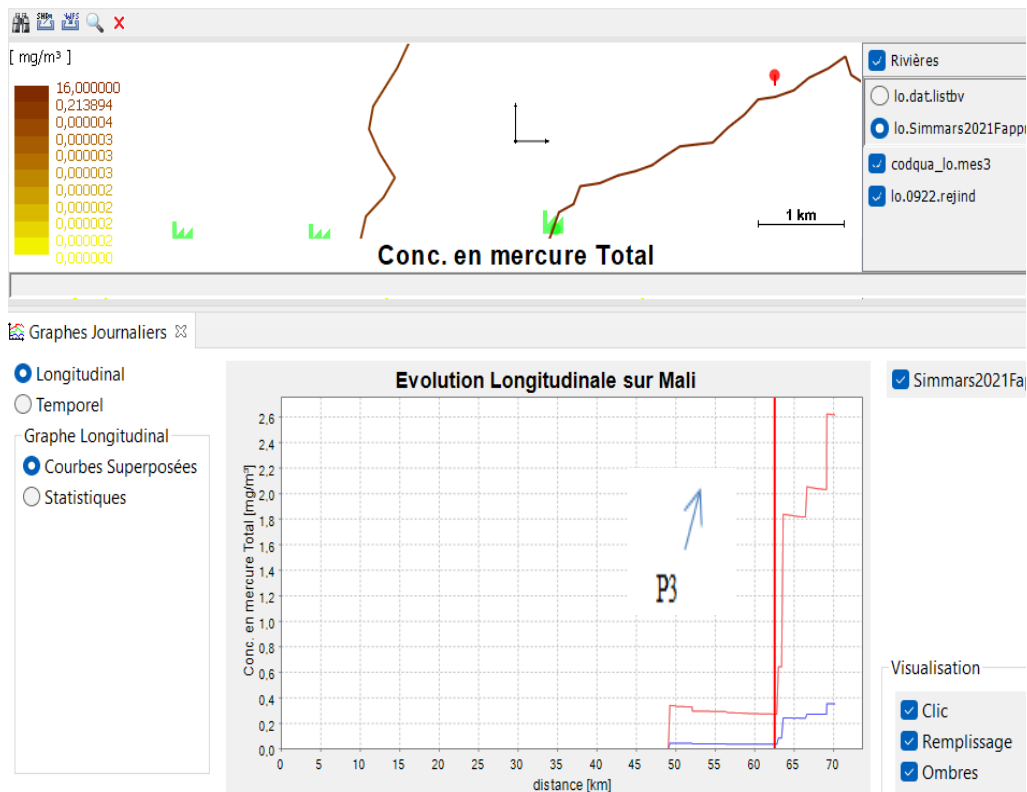 SHPn WFS
[ mg/m³ ]
16,000000
0,213894
0,000004
0,000004
0,000003
0,000003
0,000003
0,000002
0,000002
0,000002
0,000002
0,000000
1 km
Conc. en mercure Total
Rivières
lo.dat.listbv
lo.Simmars2021Fappr
codqua_lo.mes3
lo.0922.rejind
Graphes Journaliers
Longitudinal
Temporel
Graphe Longitudinal
Courbes Superposées
Statistiques
Evolution Longitudinale sur Mali
Conc. en mercure Total [mg/m³]
2,6
2,4
2,2
2,0
1,8
1,6
1,4
1,2
1,0
0,8
0,6
0,4
0,2
0,0
P3
0 5 10 15 20 25 30 35 40 45 50 55 60 65 70
distance [km]
Simmars2021Fap
Visualisation
Clic
Remplissage
Ombres